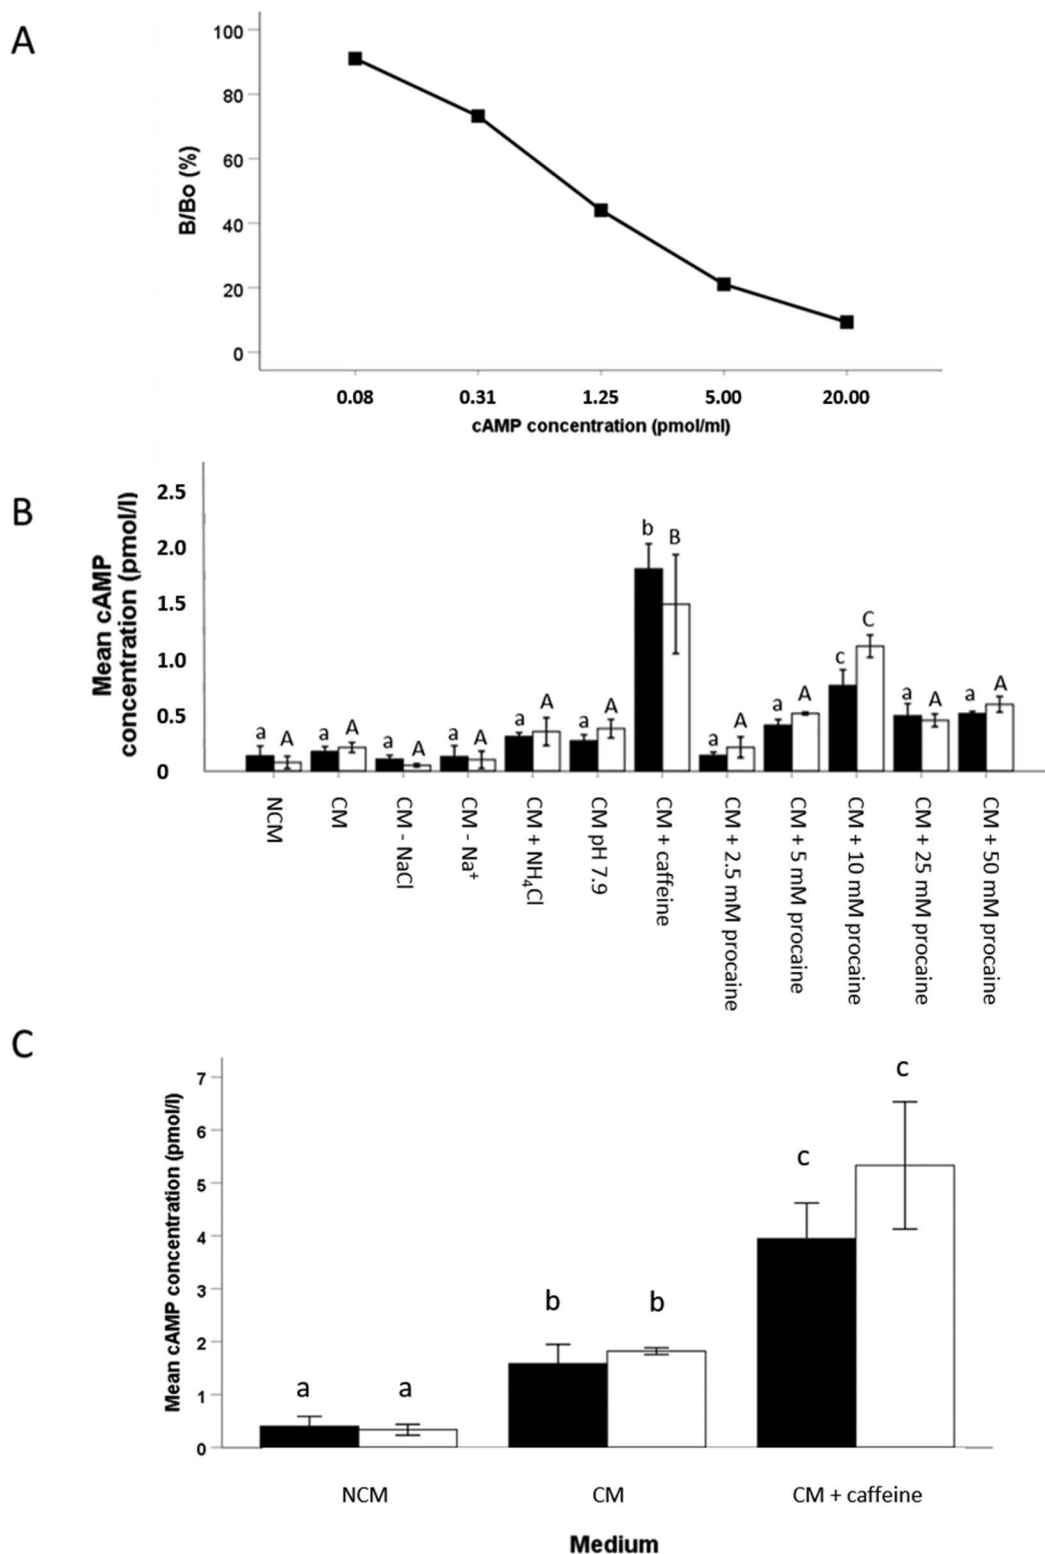 A
100
80
60
40
20
0
B/Bo (%)
0.08 0.31 1.25 5.00 20.00
cAMP concentration (pmol/ml)
B
Mean cAMP
concentration (pmol/l)
2.5
2.0
1.5
1.0
0.5
0
a A a A a A a A a A a A b B a A a A c C a A a A
NCM
CM
CM - NaCl
CM - Na⁺
CM + NH₄Cl
CM pH 7.9
CM + caffeine
CM + 2.5 mM procaine
CM + 5 mM procaine
CM + 10 mM procaine
CM + 25 mM procaine
CM + 50 mM procaine
C
Mean cAMP concentration (pmol/l)
7
6
5
4
3
2
1
0
a a b b c c
NCM CM CM + caffeine
Medium